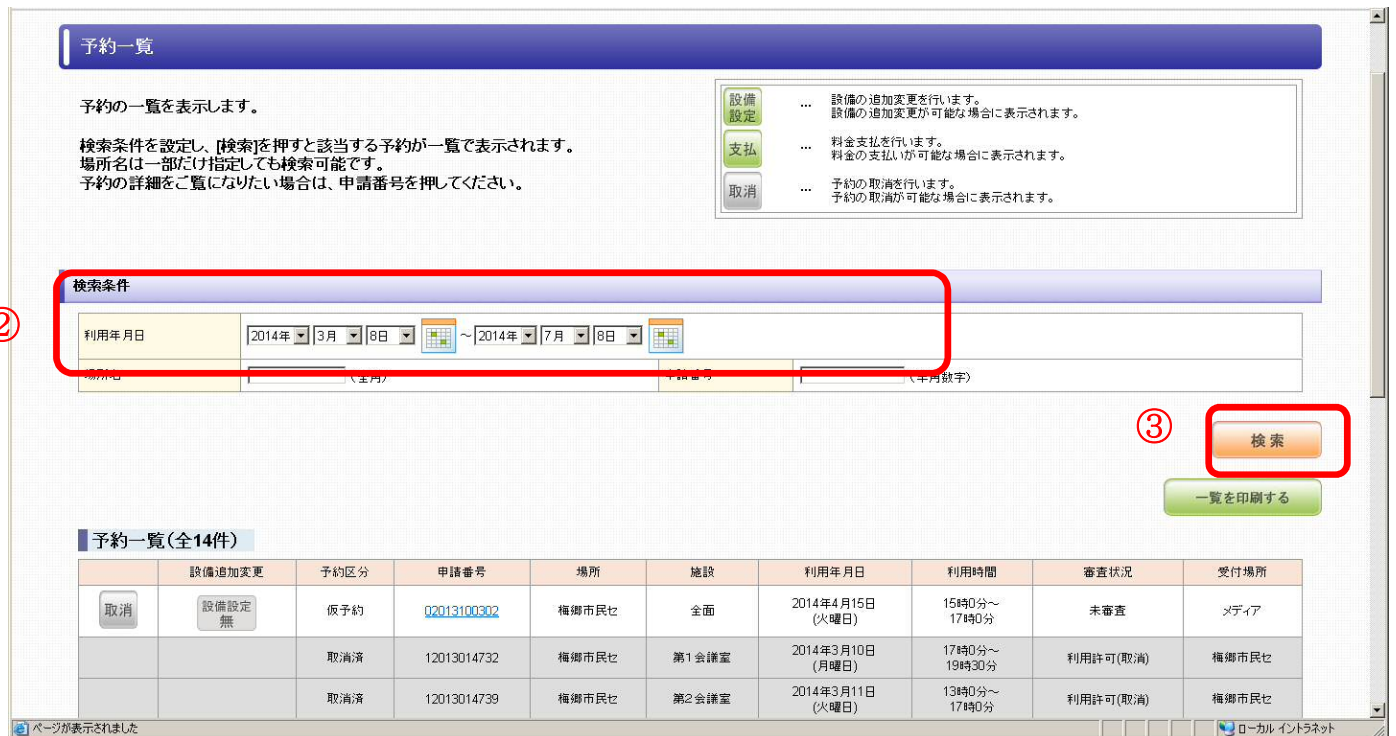 予約一覧
予約の一覧を表示します。
検索条件を設定し、[検索]を押すと該当する予約が一覧で表示されます。
場所名は一部だけ指定しても検索可能です。
予約の詳細をご覧になりたい場合は、申請番号を押してください。
設備設定 … 設備の追加変更を行います。
設備の追加変更が可能な場合に表示されます。
支払 … 料金支払を行います。
料金の支払いが可能な場合に表示されます。
取消 … 予約の取消を行います。
予約の取消が可能な場合に表示されます。
検索条件
②
利用年月日 2014年 3月 8日 ～ 2014年 7月 8日
場所名 (全角) 申請番号 (半角数字)
③
検索
一覧を印刷する
予約一覧(全14件)
設備追加変更 予約区分 申請番号 場所 施設 利用年月日 利用時間 審査状況 受付場所
取消 設備設定無 仮予約 02013100302 梅郷市民セ 全面 2014年4月15日(火曜日) 15時0分～17時0分 未審査 メディア
取消済 12013014732 梅郷市民セ 第1会議室 2014年3月10日(月曜日) 17時0分～19時30分 利用許可(取消) 梅郷市民セ
取消済 12013014739 梅郷市民セ 第2会議室 2014年3月11日(火曜日) 13時0分～17時0分 利用許可(取消) 梅郷市民セ
ページが表示されました ローカル イントラネット